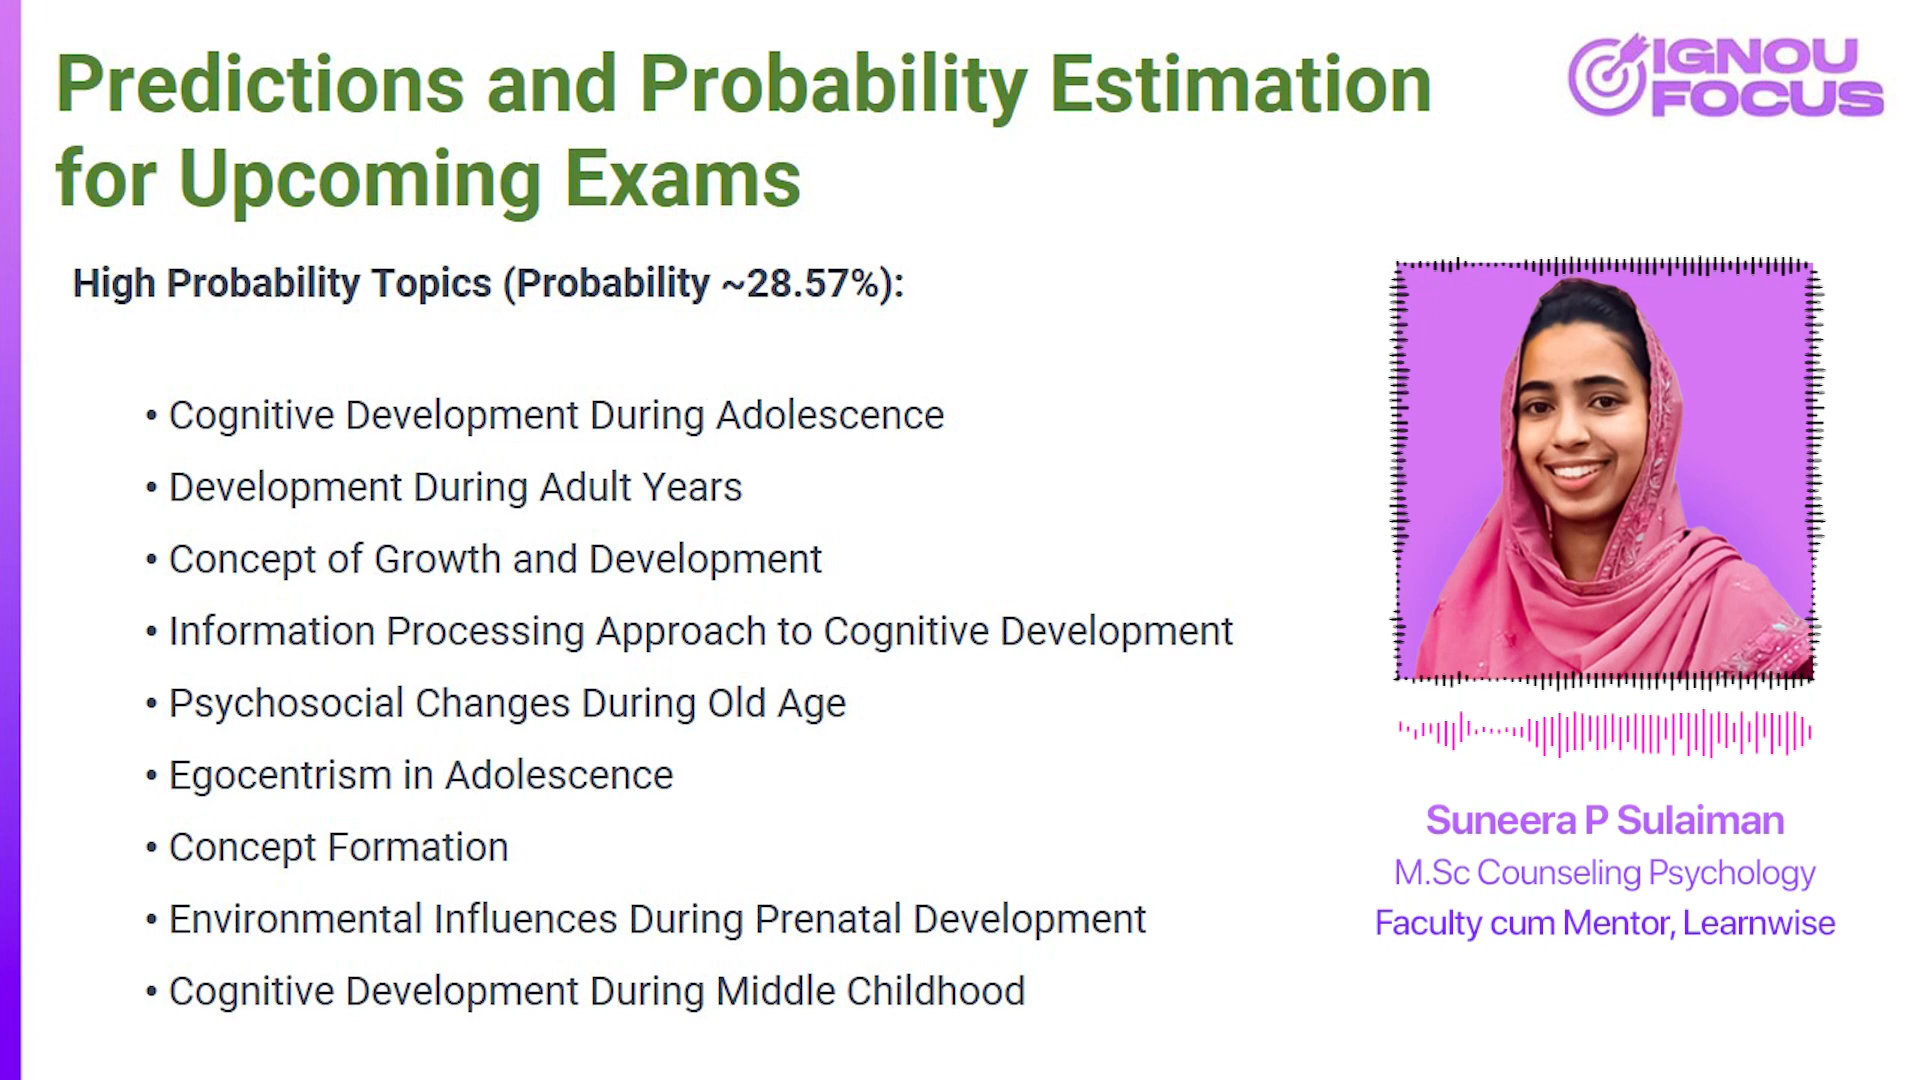 Predictions and Probability Estimation
for Upcoming Exams
IGNOU
FOCUS
High Probability Topics (Probability ~28.57%):
• Cognitive Development During Adolescence
• Development During Adult Years
• Concept of Growth and Development
• Information Processing Approach to Cognitive Development
• Psychosocial Changes During Old Age
• Egocentrism in Adolescence
• Concept Formation
• Environmental Influences During Prenatal Development
• Cognitive Development During Middle Childhood
Suneera P Sulaiman
M.Sc Counseling Psychology
Faculty cum Mentor, Learnwise